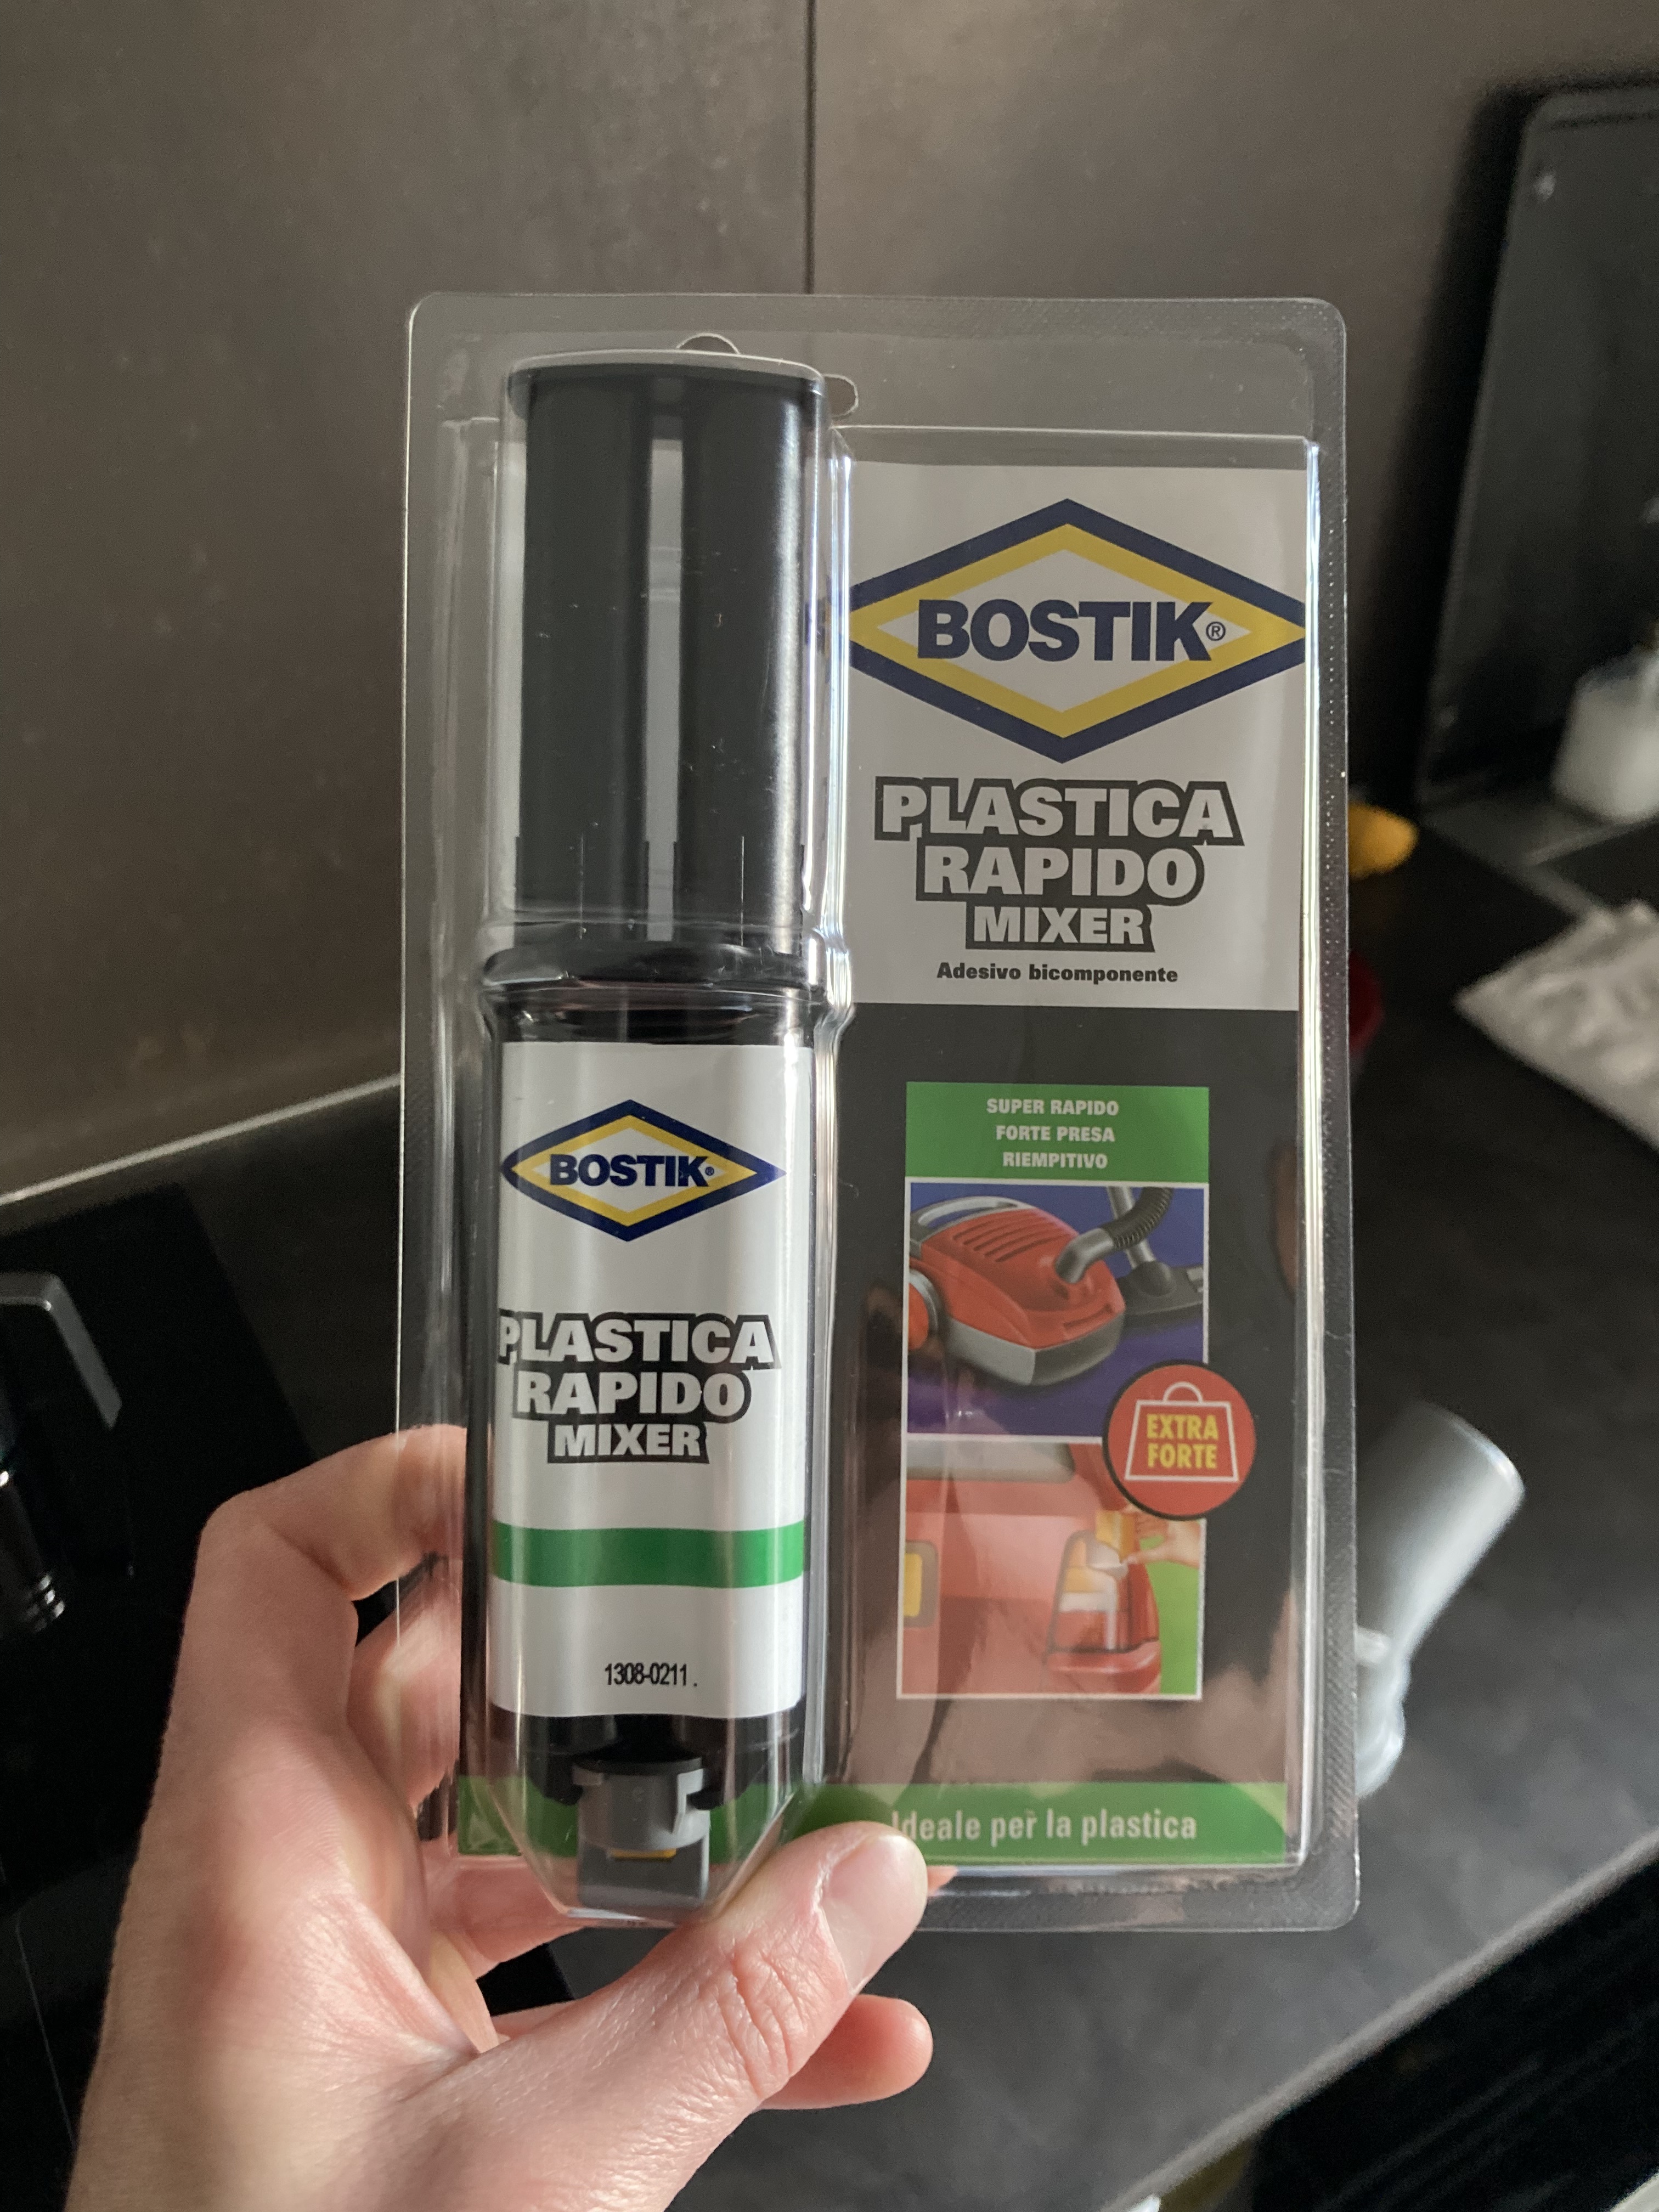 BOSTIK®
PLASTICA
RAPIDO
MIXER
Adesivo bicomponente
SUPER RAPIDO
FORTE PRESA
RIEMPITIVO
EXTRA
FORTE
Ideale per la plastica
BOSTIK®
PLASTICA
RAPIDO
MIXER
1308-0211.